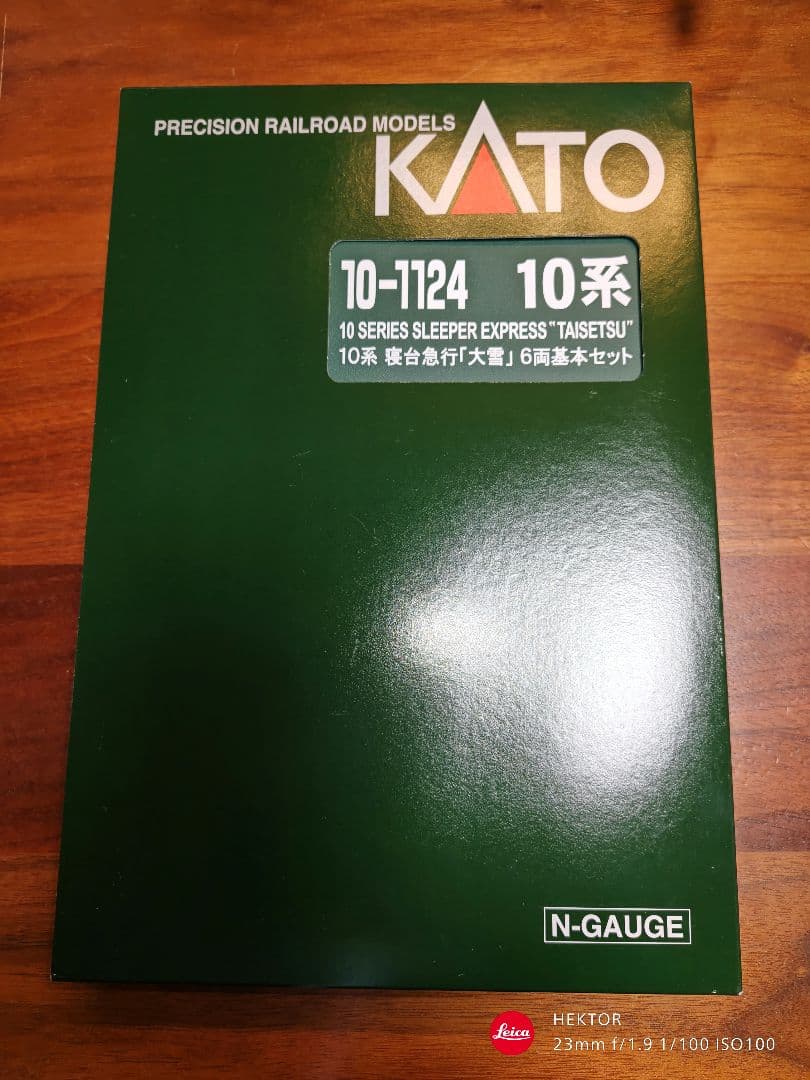 PRECISION RAILROAD MODELS
KATO
10-1124 10系
10 SERIES SLEEPER EXPRESS "TAISETSU"
10系 寝台急行「大雪」 6両基本セット
N-GAUGE
Leica
HEKTOR
23mm f/1.9 1/100 ISO100